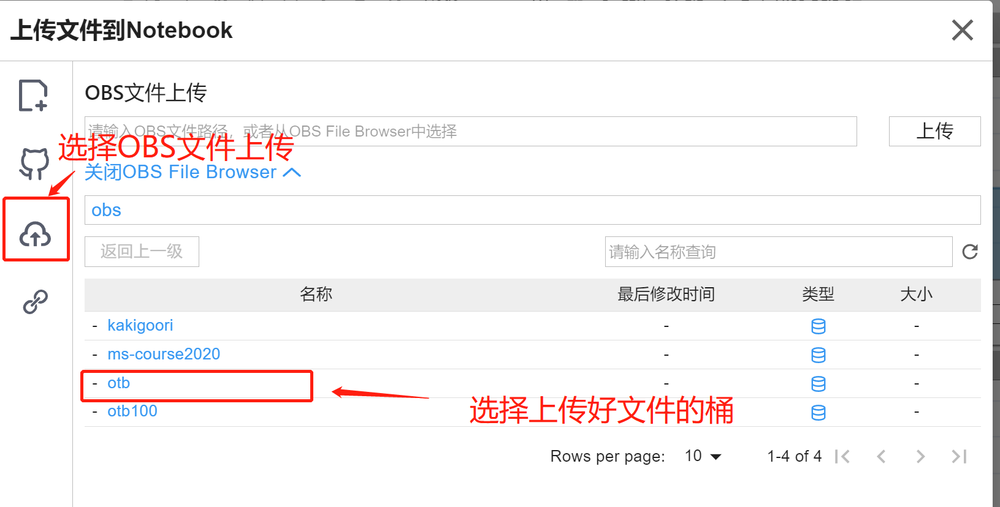 上传文件到Notebook
OBS文件上传
请输入OBS文件路径，或者从OBS File Browser中选择
上传
选择OBS文件上传
关闭OBS File Browser
obs
返回上一级
请输入名称查询
名称 最后修改时间 类型 大小
- kakigoori - -
- ms-course2020 - -
- otb - -
- otb100 -
选择上传好文件的桶
Rows per page: 10 1-4 of 4